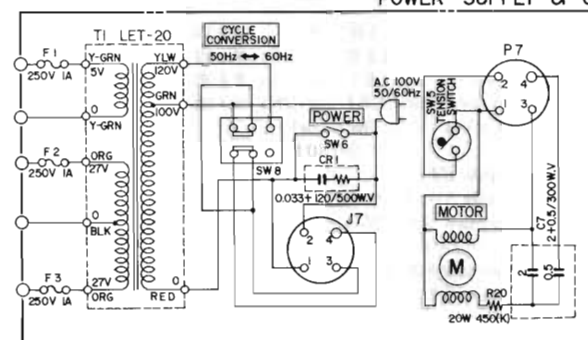 POWER SUPPLY &
T1 LET-20
CYCLE
CONVERSION
50Hz ↔ 60Hz
F1
250V 1A
Y-GRN
5V
0
Y-GRN
F2
250V 1A
ORG
27V
0
BLK
F3
250V 1A
27V
ORG
YLW
120V
GRN
100V
0
RED
SW8
POWER
SW6
CR1
0.033+120/500W.V
J7
2 4
1 3
A.C 100V
50/60Hz
SW5
TENSION
SWITCH
P7
2 4
1 3
MOTOR
M
C7
2+0.5/300W.V
2
0.5
R20
20W 450(K)